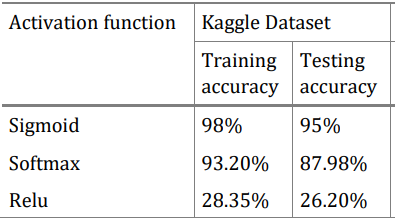 Activation function Kaggle Dataset
Training Testing
accuracy accuracy
Sigmoid 98% 95%
Softmax 93.20% 87.98%
Relu 28.35% 26.20%